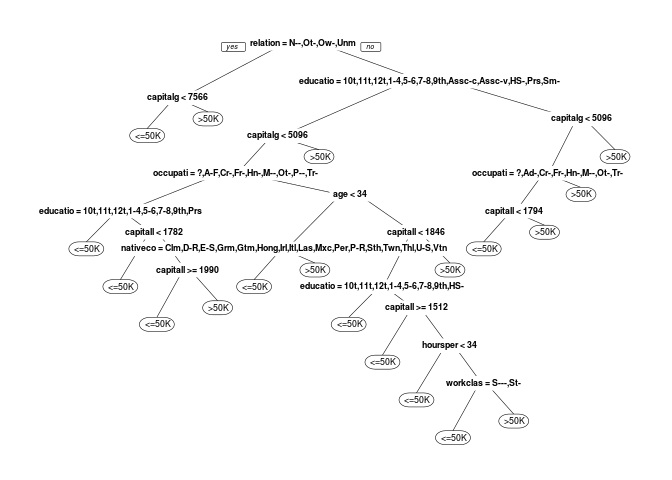 yes relation = N--,Ot-,Ow-,Unm no
educatio = 10t,11t,12t,1-4,5-6,7-8,9th,Assc-c,Assc-v,HS-,Prs,Sm-
capitalg < 7566
capitalg < 5096
<=50K >50K
capitalg < 5096
>50K >50K
occupati = ?,A-F,Cr-,Fr-,Hn-,M--,Ot-,P--,Tr- occupati = ?,Ad-,Cr-,Fr-,Hn-,M--,Ot-,Tr-
age < 34 >50K
educatio = 10t,11t,12t,1-4,5-6,7-8,9th,Prs capitall < 1794
capitall < 1782 capitall < 1846 >50K
<=50K nativeco = Clm,D-R,E-S,Grm,Gtm,Hong,Irl,Itl,Las,Mxc,Per,P-R,Sth,Twn,Thl,U-S,Vtn <=50K
capitall >= 1990 >50K >50K
<=50K <=50K educatio = 10t,11t,12t,1-4,5-6,7-8,9th,HS-
>50K capitall >= 1512
<=50K <=50K
hoursper < 34
<=50K
workclas = S---,St-
<=50K
>50K
<=50K